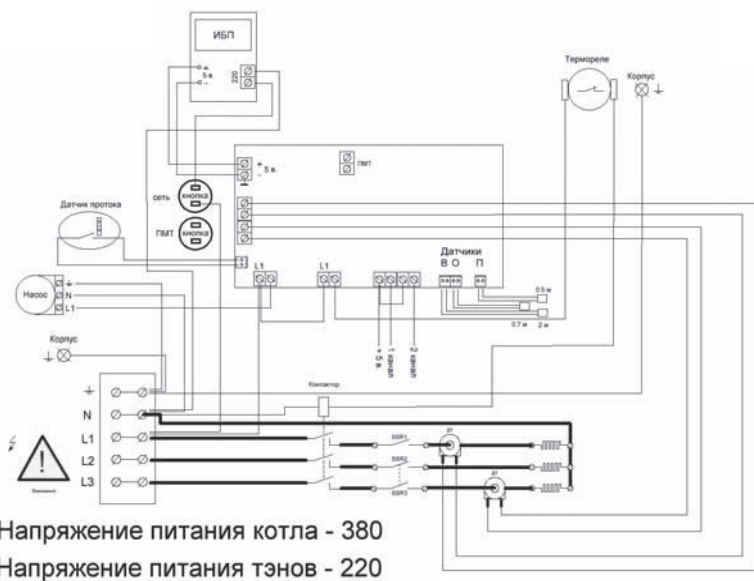 ИБП
+
5 в.
-
220
Термореле
Корпус
+
5 в.
-
ПМТ
сеть
кнопка
ПМТ
кнопка
Датчик протока
Датчики
В О П
L1
L1
0.5 м
0.7 м
2 м
Насос
N
L1
Корпус
+ 5 в.
1 канал
2 канал
Контактор
N
L1
L2
L3
SSR1
SSR2
SSR3
Внимание
Напряжение питания котла - 380
Напряжение питания тэнов - 220